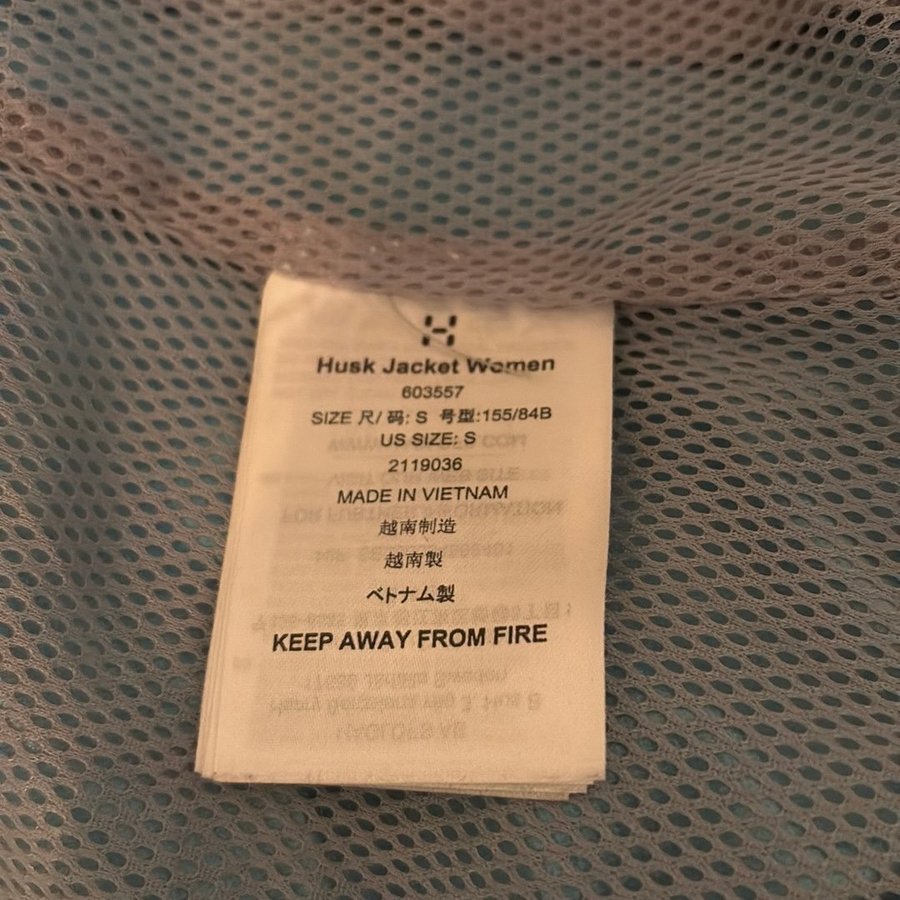 Husk Jacket Women
603557
SIZE 尺/ 码: S 号型:155/84B
US SIZE: S
2119036
MADE IN VIETNAM
越南制造
越南製
ベトナム製
KEEP AWAY FROM FIRE